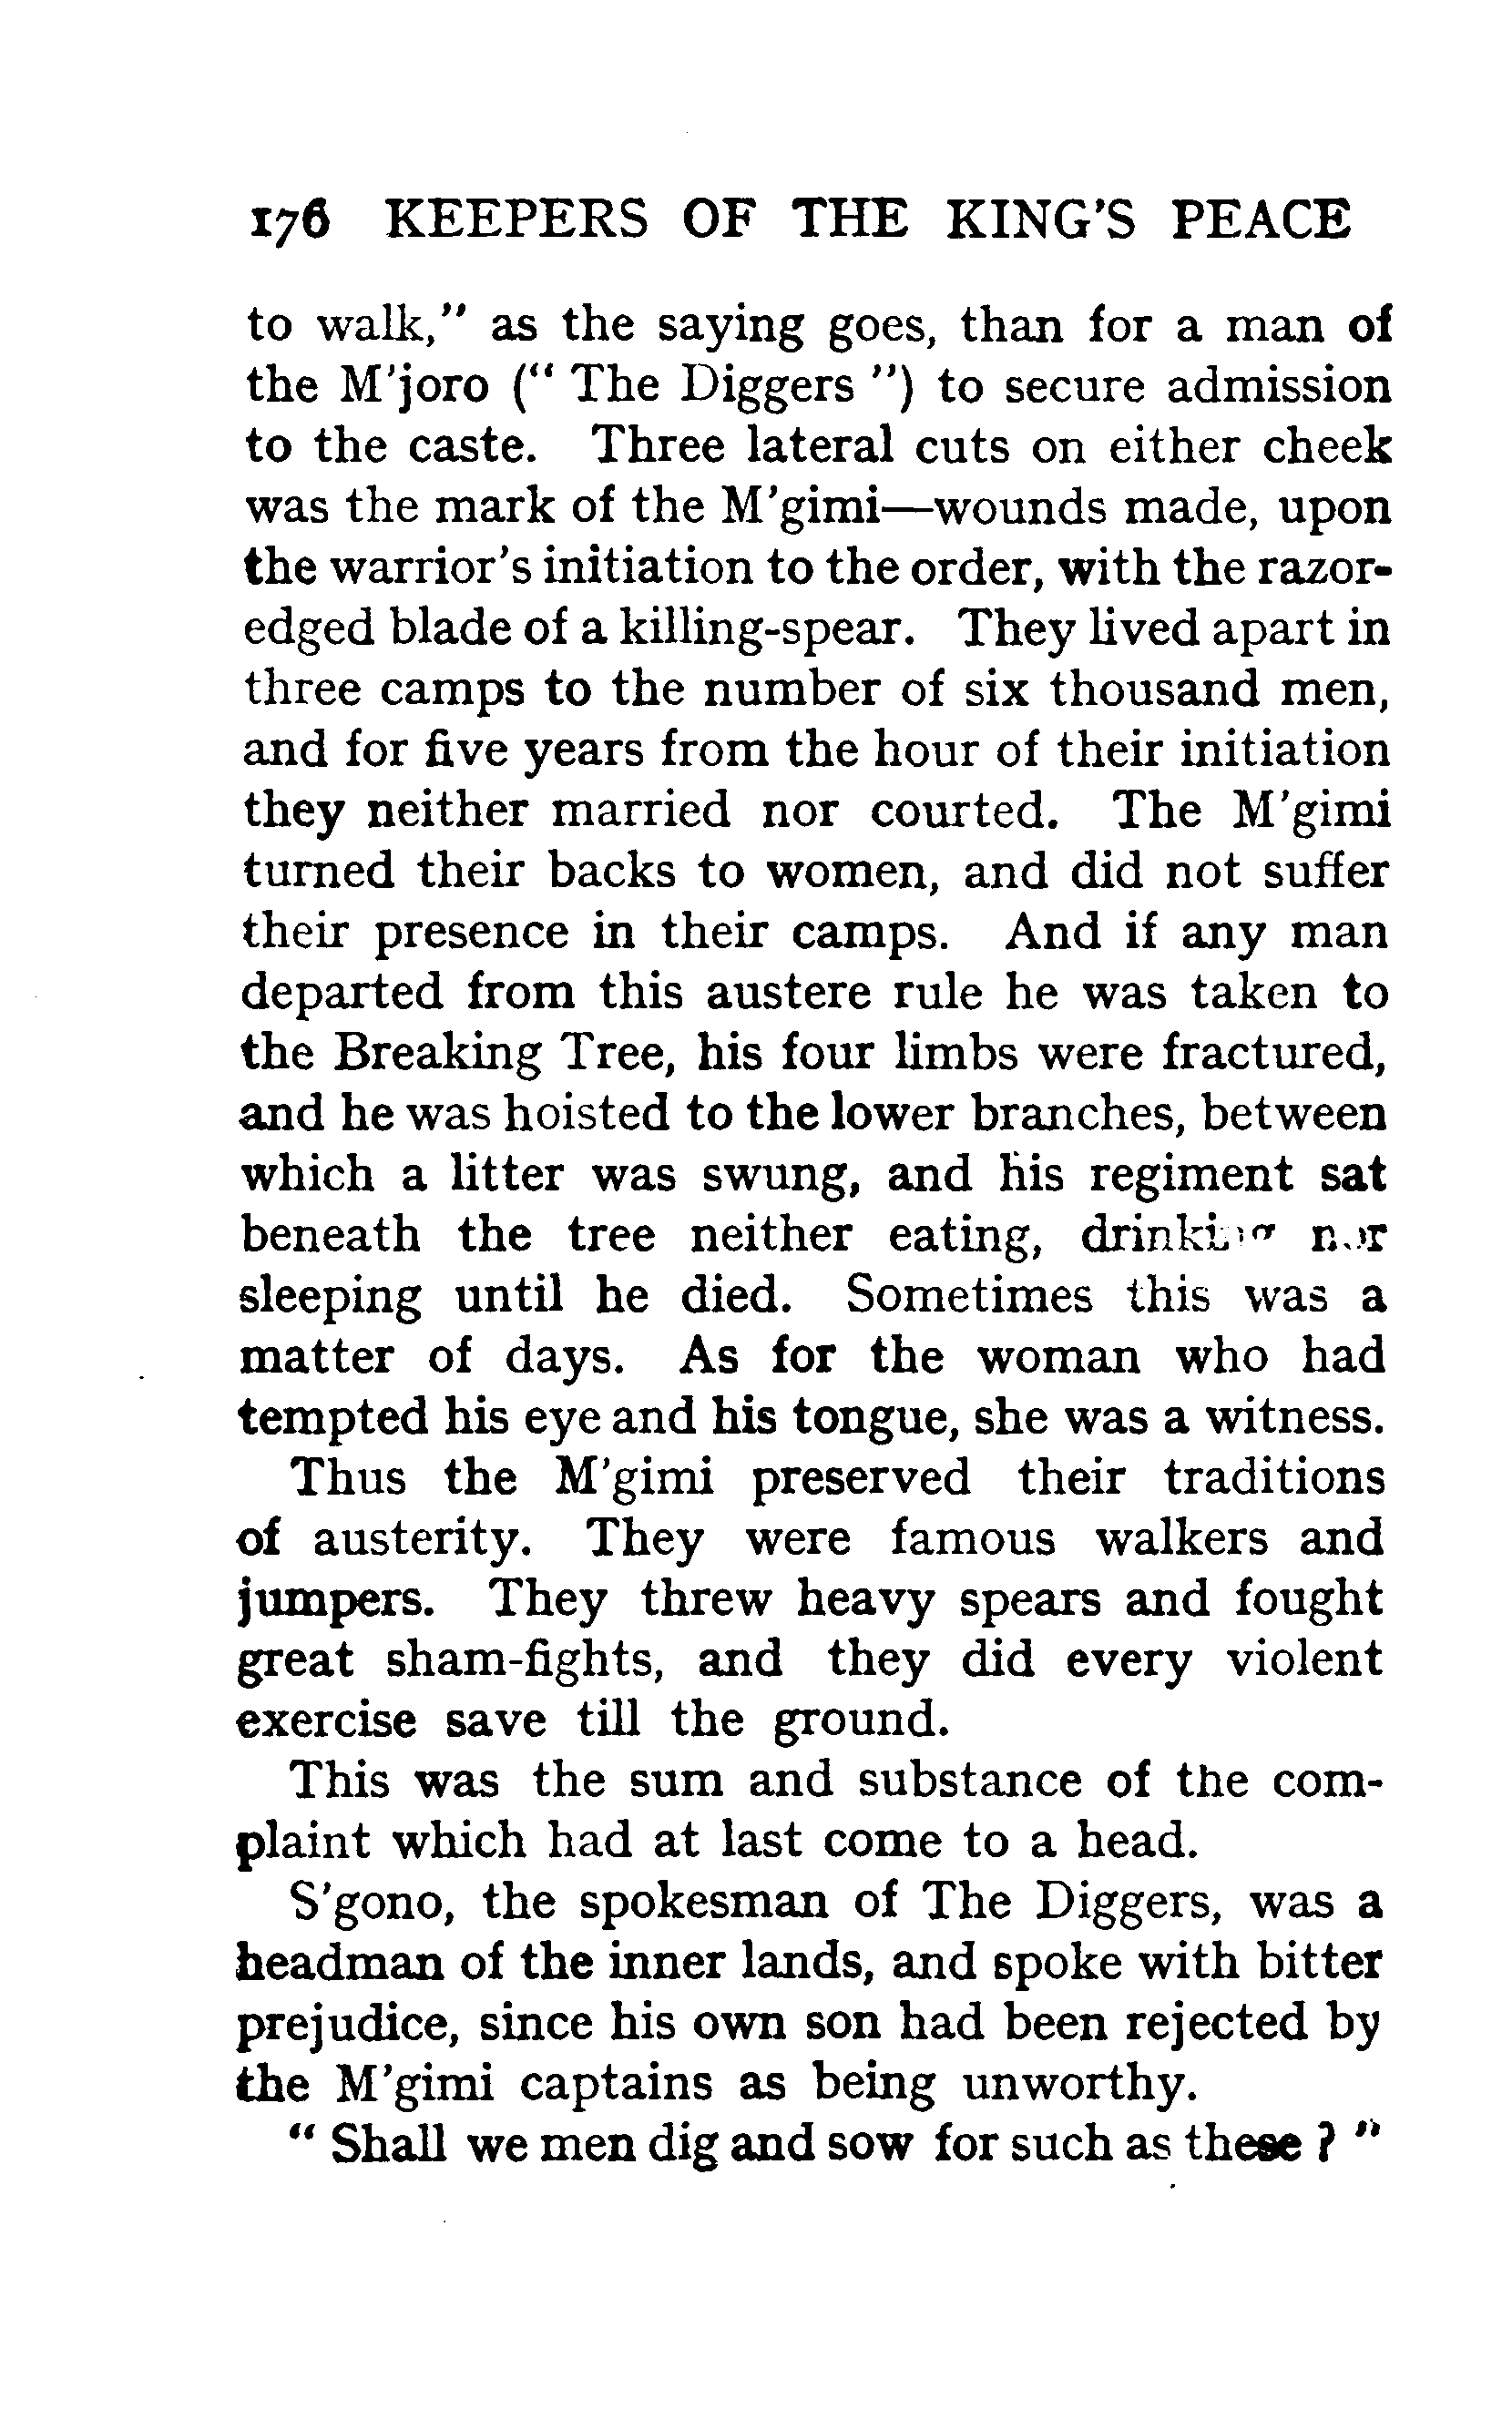 176 KEEPERS OF THE KING'S PEACE
to walk," as the saying goes, than for a man of
the M'joro (" The Diggers ") to secure admission
to the caste. Three lateral cuts on either cheek
was the mark of the M'gimi—wounds made, upon
the warrior's initiation to the order, with the razor-
edged blade of a killing-spear. They lived apart in
three camps to the number of six thousand men,
and for five years from the hour of their initiation
they neither married nor courted. The M'gimi
turned their backs to women, and did not suffer
their presence in their camps. And if any man
departed from this austere rule he was taken to
the Breaking Tree, his four limbs were fractured,
and he was hoisted to the lower branches, between
which a litter was swung, and his regiment sat
beneath the tree neither eating, drinking nor
sleeping until he died. Sometimes this was a
matter of days. As for the woman who had
tempted his eye and his tongue, she was a witness.
Thus the M'gimi preserved their traditions
of austerity. They were famous walkers and
jumpers. They threw heavy spears and fought
great sham-fights, and they did every violent
exercise save till the ground.
This was the sum and substance of the com-
plaint which had at last come to a head.
S'gono, the spokesman of The Diggers, was a
headman of the inner lands, and spoke with bitter
prejudice, since his own son had been rejected by
the M'gimi captains as being unworthy.
" Shall we men dig and sow for such as these ? "